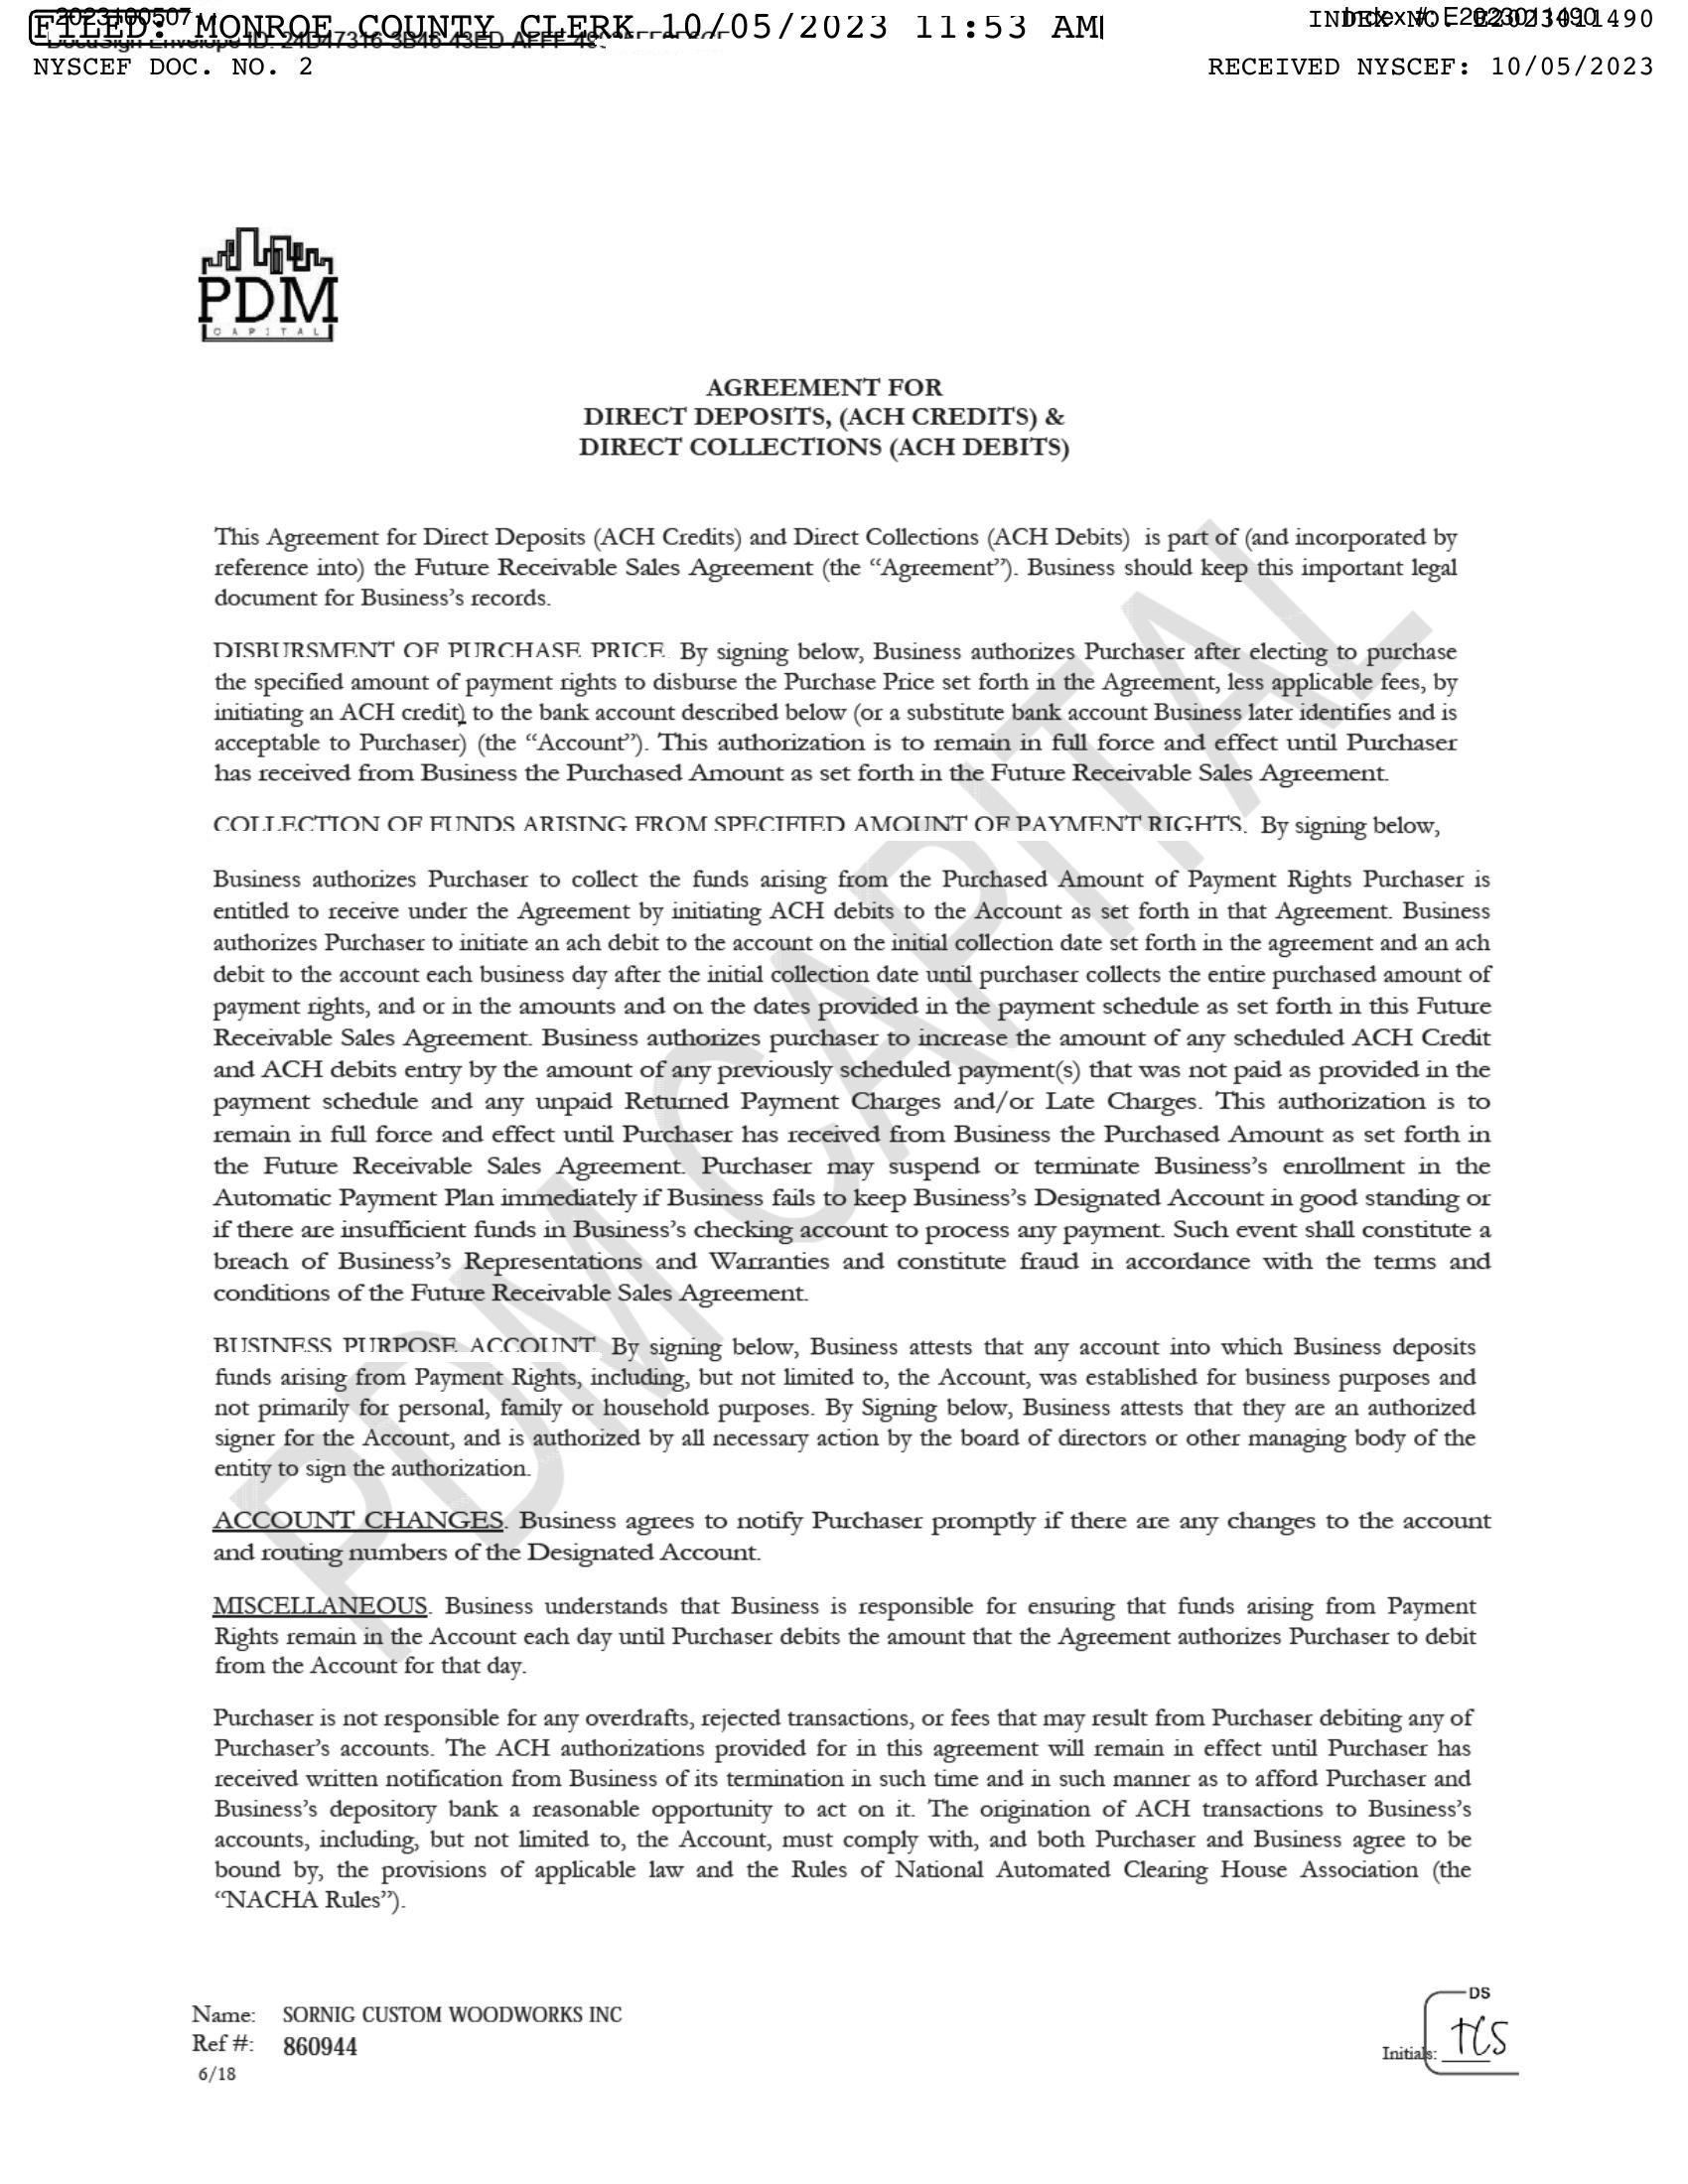 FILED: MONROE COUNTY CLERK 10/05/2023 11:53 AM
202310050
INDEX NO. E2023011490
Index #: E2023011490
DocuSign Envelope ID:
NYSCEF DOC. NO. 2
RECEIVED NYSCEF: 10/05/2023
PDM
CAPITAL
AGREEMENT FOR
DIRECT DEPOSITS, (ACH CREDITS) &
DIRECT COLLECTIONS (ACH DEBITS)
This Agreement for Direct Deposits (ACH Credits) and Direct Collections (ACH Debits) is part of (and incorporated by
reference into) the Future Receivable Sales Agreement (the “Agreement”). Business should keep this important legal
document for Business’s records.
DISBURSMENT OF PURCHASE PRICE. By signing below, Business authorizes Purchaser after electing to purchase
the specified amount of payment rights to disburse the Purchase Price set forth in the Agreement, less applicable fees, by
initiating an ACH credit) to the bank account described below (or a substitute bank account Business later identifies and is
acceptable to Purchaser) (the “Account”). This authorization is to remain in full force and effect until Purchaser
has received from Business the Purchased Amount as set forth in the Future Receivable Sales Agreement.
COLLECTION OF FUNDS ARISING FROM SPECIFIED AMOUNT OF PAYMENT RIGHTS. By signing below,
Business authorizes Purchaser to collect the funds arising from the Purchased Amount of Payment Rights Purchaser is
entitled to receive under the Agreement by initiating ACH debits to the Account as set forth in that Agreement. Business
authorizes Purchaser to initiate an ach debit to the account on the initial collection date set forth in the agreement and an ach
debit to the account each business day after the initial collection date until purchaser collects the entire purchased amount of
payment rights, and or in the amounts and on the dates provided in the payment schedule as set forth in this Future
Receivable Sales Agreement. Business authorizes purchaser to increase the amount of any scheduled ACH Credit
and ACH debits entry by the amount of any previously scheduled payment(s) that was not paid as provided in the
payment schedule and any unpaid Returned Payment Charges and/or Late Charges. This authorization is to
remain in full force and effect until Purchaser has received from Business the Purchased Amount as set forth in
the Future Receivable Sales Agreement. Purchaser may suspend or terminate Business’s enrollment in the
Automatic Payment Plan immediately if Business fails to keep Business’s Designated Account in good standing or
if there are insufficient funds in Business’s checking account to process any payment. Such event shall constitute a
breach of Business’s Representations and Warranties and constitute fraud in accordance with the terms and
conditions of the Future Receivable Sales Agreement.
BUSINESS PURPOSE ACCOUNT. By signing below, Business attests that any account into which Business deposits
funds arising from Payment Rights, including, but not limited to, the Account, was established for business purposes and
not primarily for personal, family or household purposes. By Signing below, Business attests that they are an authorized
signer for the Account, and is authorized by all necessary action by the board of directors or other managing body of the
entity to sign the authorization.
ACCOUNT CHANGES. Business agrees to notify Purchaser promptly if there are any changes to the account
and routing numbers of the Designated Account.
MISCELLANEOUS. Business understands that Business is responsible for ensuring that funds arising from Payment
Rights remain in the Account each day until Purchaser debits the amount that the Agreement authorizes Purchaser to debit
from the Account for that day.
Purchaser is not responsible for any overdrafts, rejected transactions, or fees that may result from Purchaser debiting any of
Purchaser’s accounts. The ACH authorizations provided for in this agreement will remain in effect until Purchaser has
received written notification from Business of its termination in such time and in such manner as to afford Purchaser and
Business’s depository bank a reasonable opportunity to act on it. The origination of ACH transactions to Business’s
accounts, including, but not limited to, the Account, must comply with, and both Purchaser and Business agree to be
bound by, the provisions of applicable law and the Rules of National Automated Clearing House Association (the
“NACHA Rules”).
PDM CAPITAL
Name: SORNIG CUSTOM WOODWORKS INC
Ref #: 860944
6/18
DS
Initials: HCS